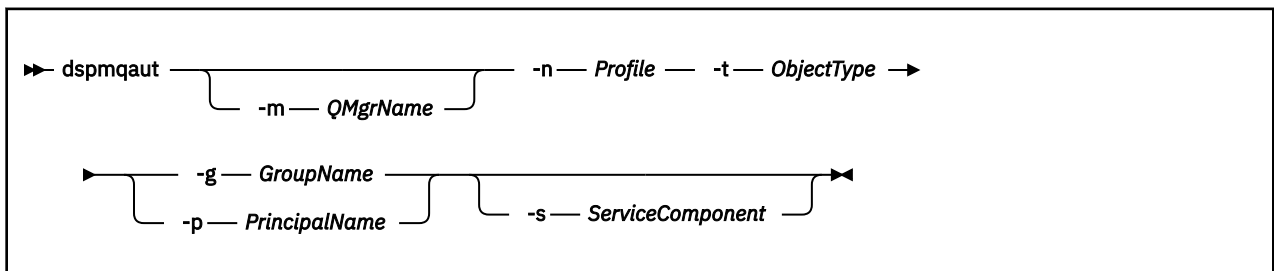 dspmqaut -n Profile -t ObjectType
-m QMgrName
-g GroupName
-p PrincipalName
-s ServiceComponent